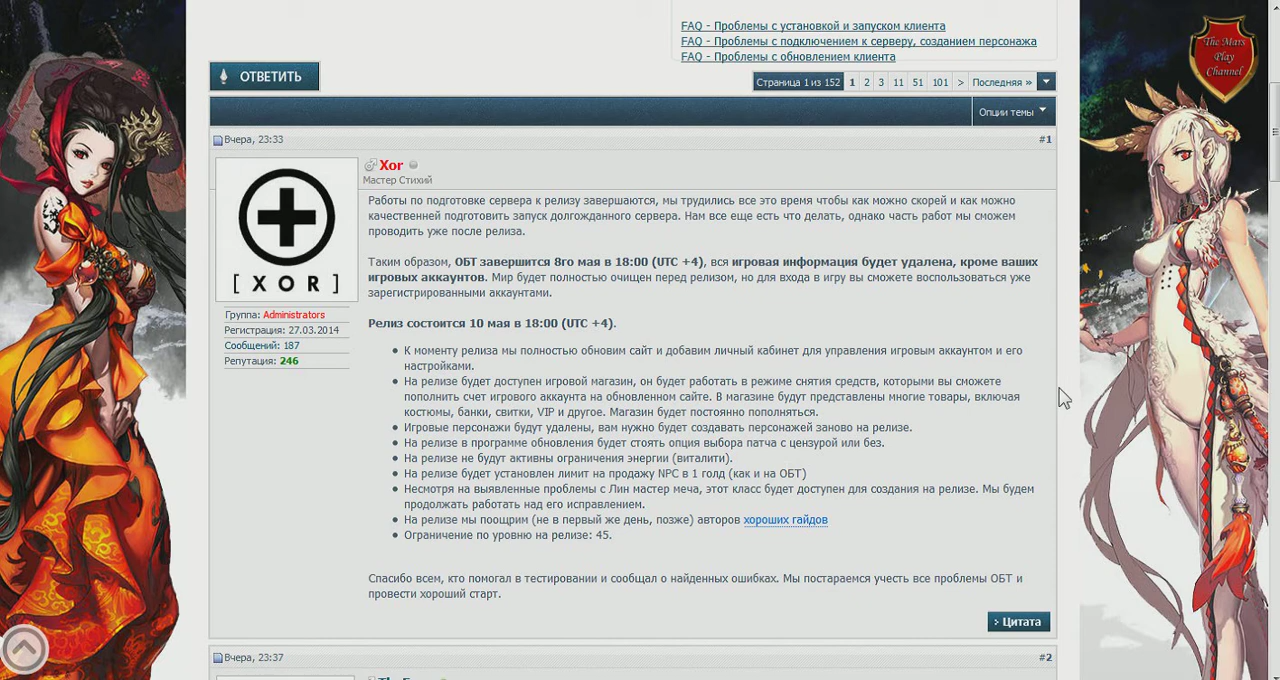 FAQ - Проблемы с установкой и запуском клиента
FAQ - Проблемы с подключением к серверу, созданием персонажа
FAQ - Проблемы с обновлением клиента
The Mars
Play
Channel
ОТВЕТИТЬ
Страница 1 из 152 1 2 3 11 51 101 > Последняя »
Опции темы
Вчера, 23:33 #1
Xor
Мастер Стихий
[ X O R ]
Группа: Administrators
Регистрация: 27.03.2014
Сообщений: 187
Репутация: 246
Работы по подготовке сервера к релизу завершаются, мы трудились все это время чтобы как можно скорей и как можно
качественней подготовить запуск долгожданного сервера. Нам все еще есть что делать, однако часть работ мы сможем
проводить уже после релиза.
Таким образом, ОБТ завершится 8го мая в 18:00 (UTC +4), вся игровая информация будет удалена, кроме ваших
игровых аккаунтов. Мир будет полностью очищен перед релизом, но для входа в игру вы сможете воспользоваться уже
зарегистрированными аккаунтами.
Релиз состоится 10 мая в 18:00 (UTC +4).
• К моменту релиза мы полностью обновим сайт и добавим личный кабинет для управления игровым аккаунтом и его
настройками.
• На релизе будет доступен игровой магазин, он будет работать в режиме снятия средств, которыми вы сможете
пополнить счет игрового аккаунта на обновленном сайте. В магазине будут представлены многие товары, включая
костюмы, банки, свитки, VIP и другое. Магазин будет постоянно пополняться.
• Игровые персонажи будут удалены, вам нужно будет создавать персонажей заново на релизе.
• На релизе в программе обновления будет стоять опция выбора патча с цензурой или без.
• На релизе не будут активны ограничения энергии (виталити).
• На релизе будет установлен лимит на продажу NPC в 1 голд (как и на ОБТ)
• Несмотря на выявленные проблемы с Лин мастер меча, этот класс будет доступен для создания на релизе. Мы будем
продолжать работать над его исправлением.
• На релизе мы поощрим (не в первый же день, позже) авторов хороших гайдов
• Ограничение по уровню на релизе: 45.
Спасибо всем, кто помогал в тестировании и сообщал о найденных ошибках. Мы постараемся учесть все проблемы ОБТ и
провести хороший старт.
Цитата
Вчера, 23:37 #2